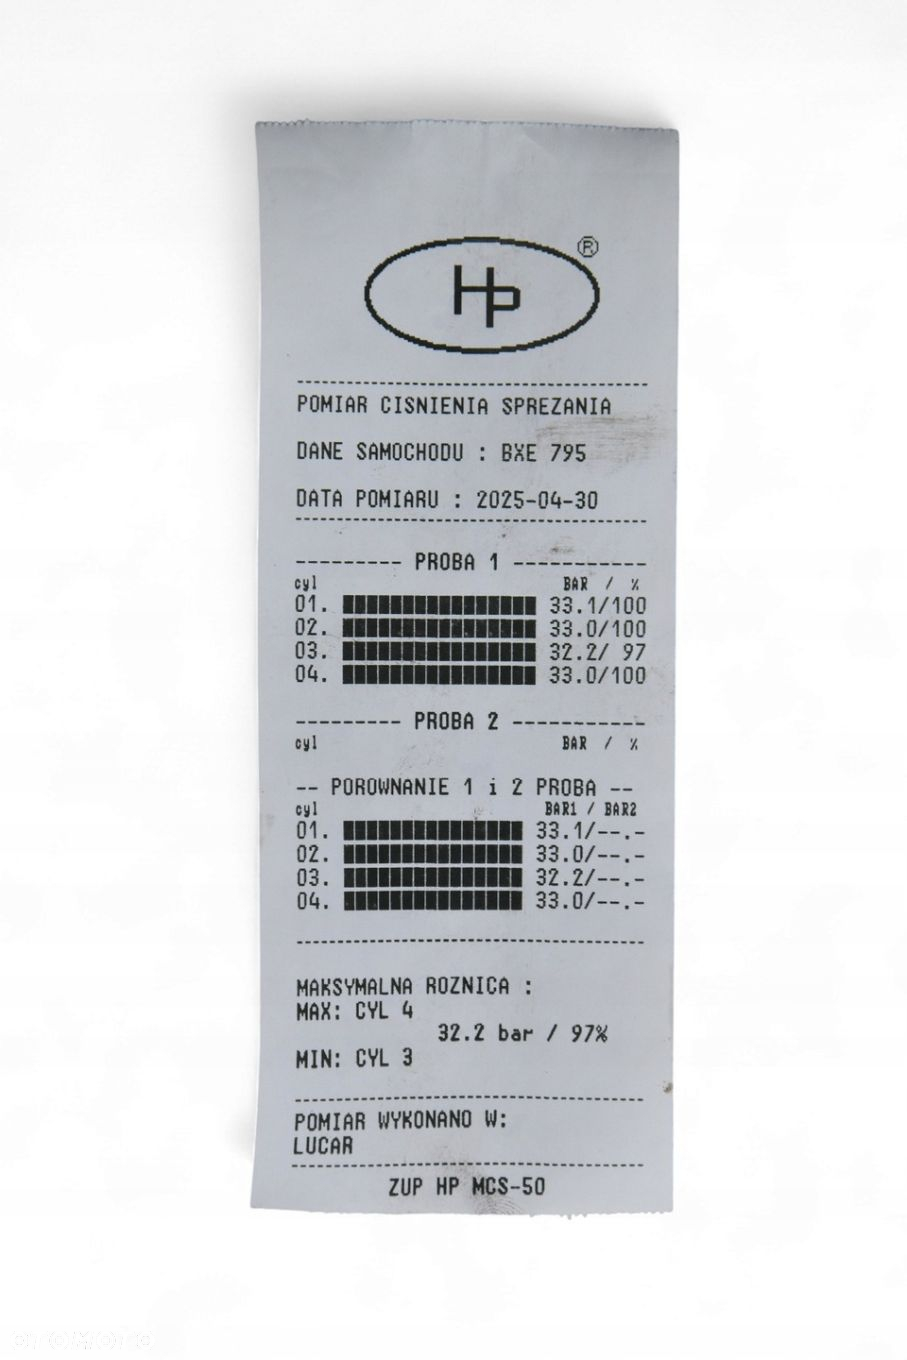 HP ®
POMIAR CISNIENIA SPREZANIA
DANE SAMOCHODU : BXE 795
DATA POMIARU : 2025-04-30
--------- PROBA 1 -----------
cyl BAR / %
01. 33.1/100
02. 33.0/100
03. 32.2/ 97
04. 33.0/100
--------- PROBA 2 -----------
cyl BAR / %
-- POROWNANIE 1 i 2 PROBA --
cyl BAR1 / BAR2
01. 33.1/--.-
02. 33.0/--.-
03. 32.2/--.-
04. 33.0/--.-
MAKSYMALNA ROZNICA :
MAX: CYL 4
32.2 bar / 97%
MIN: CYL 3
POMIAR WYKONANO W:
LUCAR
ZUP HP MCS-50